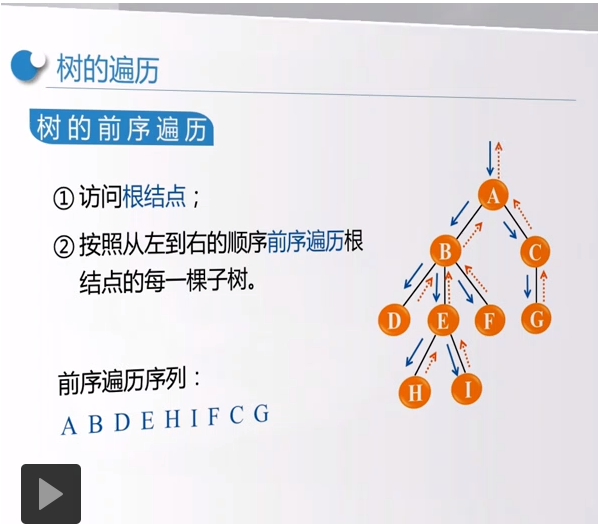 树的遍历
树的前序遍历
① 访问根结点；
② 按照从左到右的顺序前序遍历根
结点的每一棵子树。
前序遍历序列：
A B D E H I F C G
A
B
C
D
E
F
G
H
I